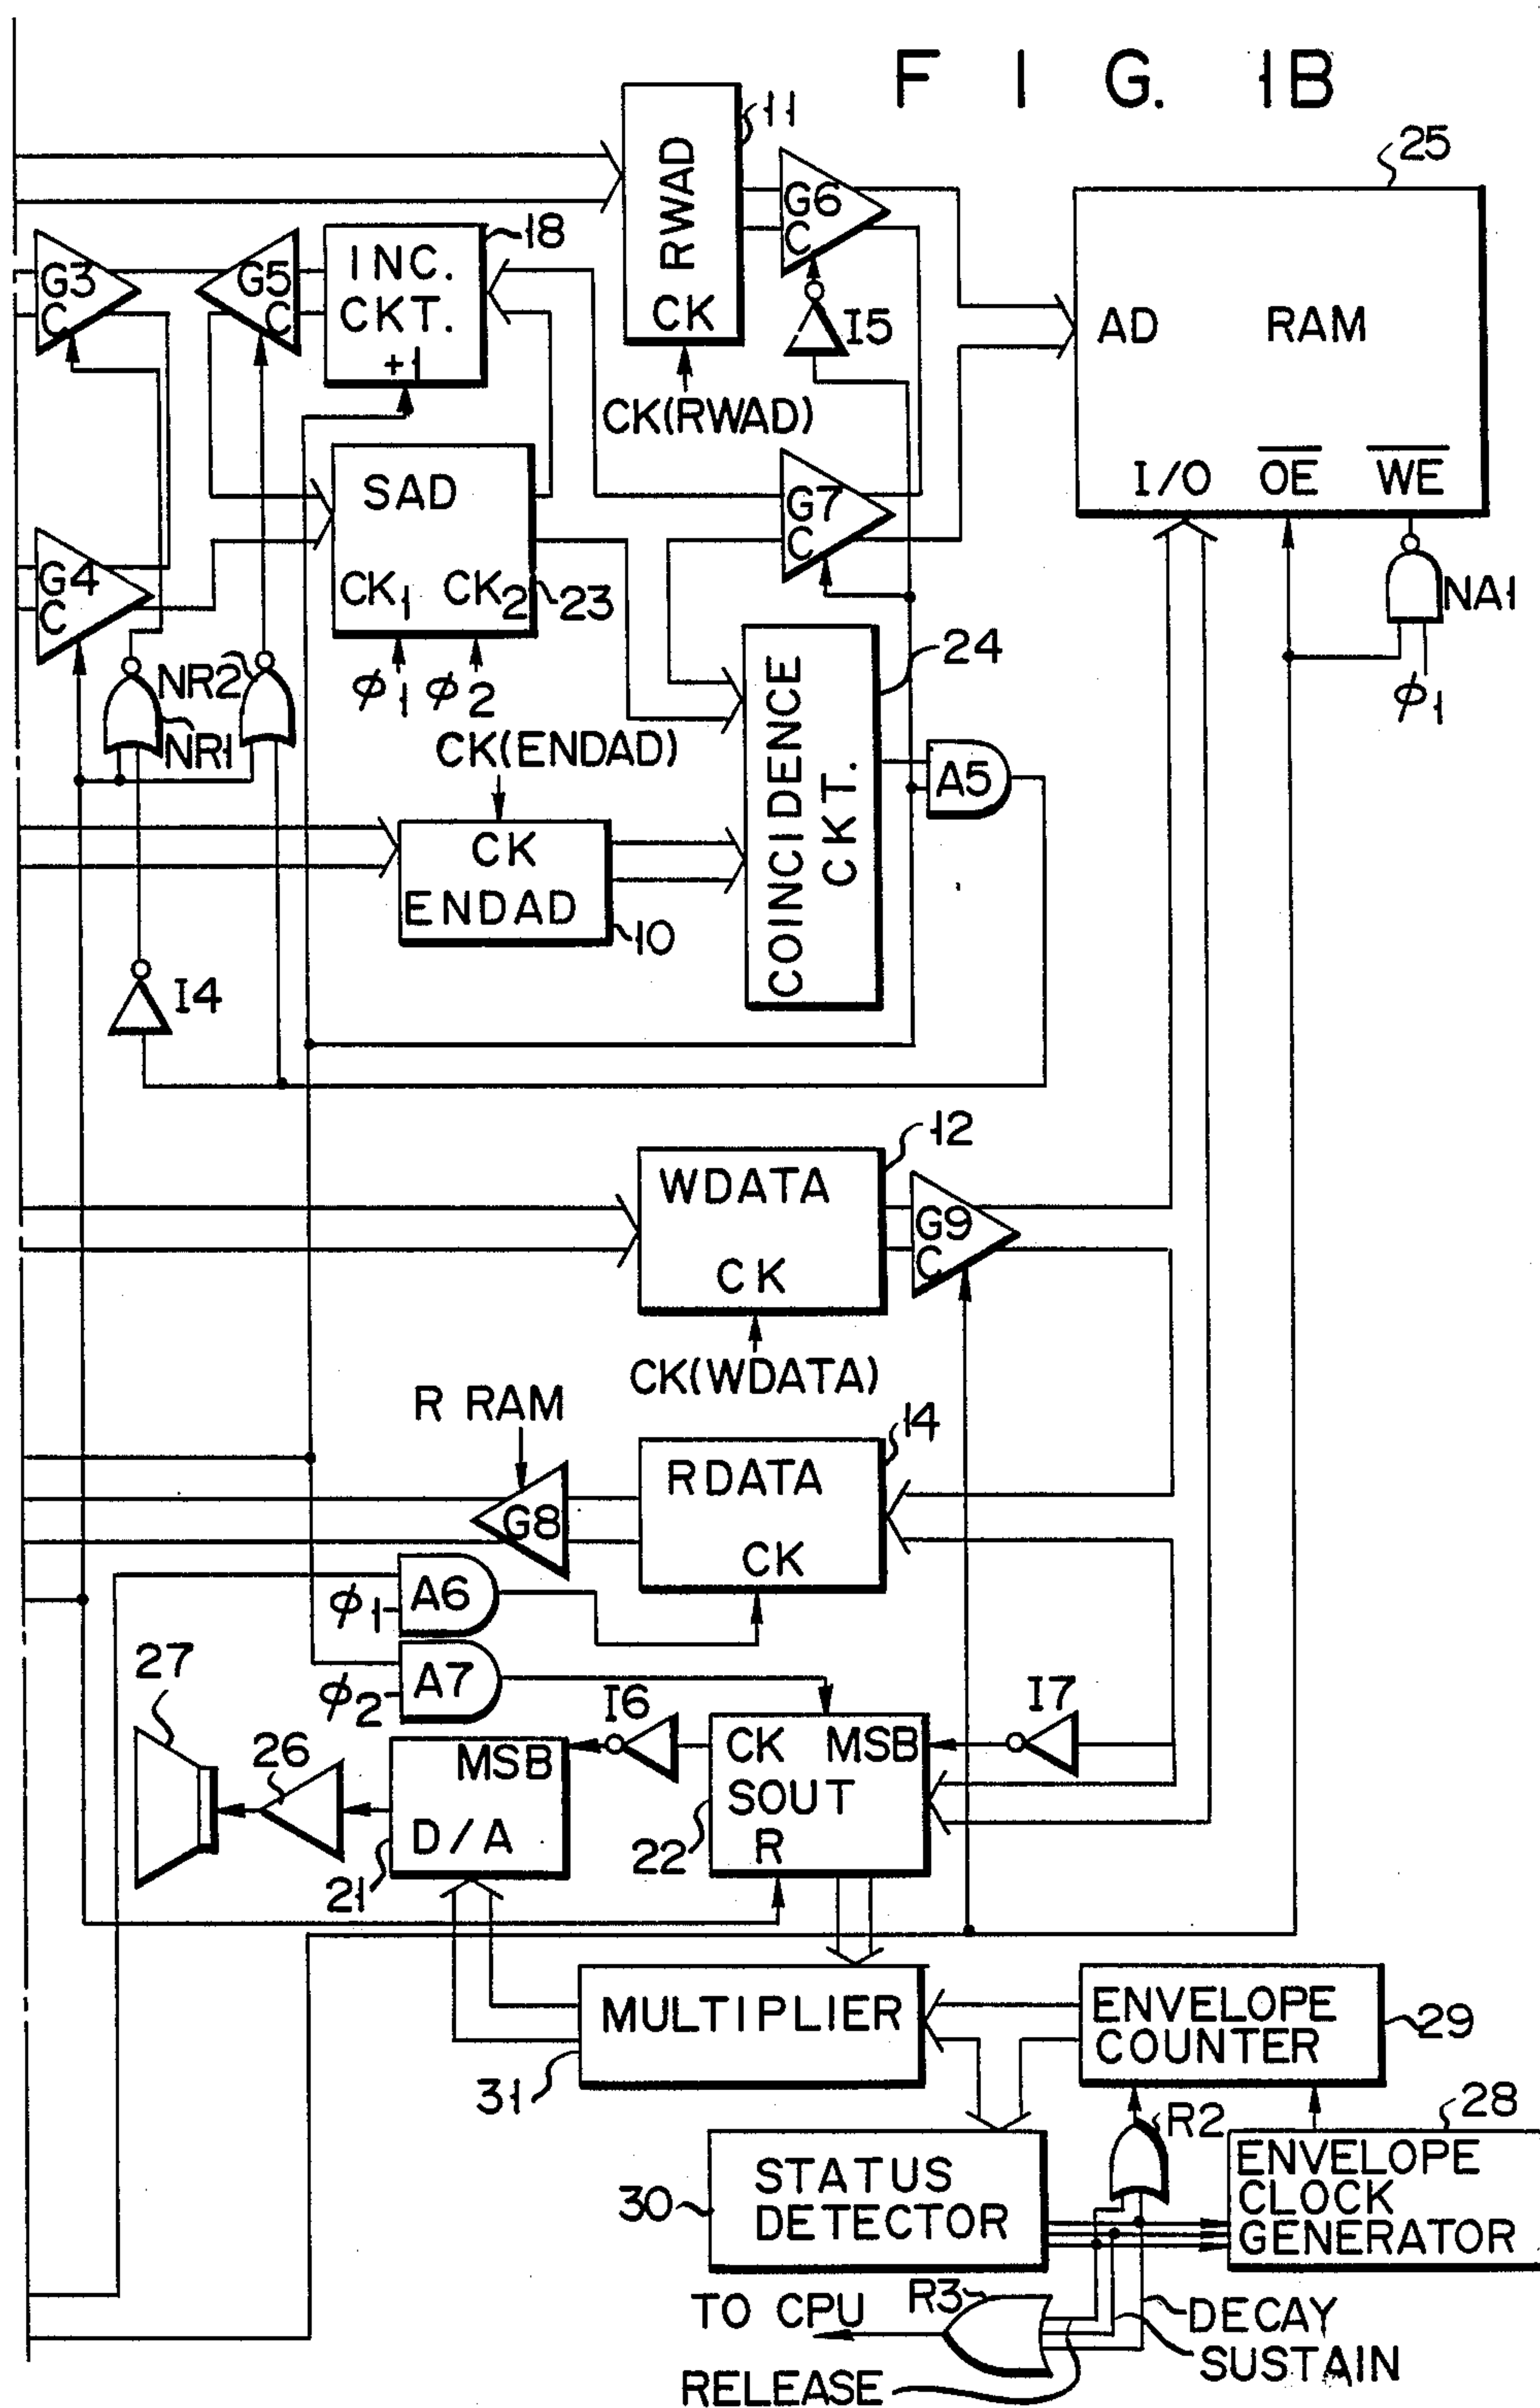 FIG. 1B
11
25
RWAD
CK
G6
C
18
G3
C
G5
C
INC.
CKT.
+1
I5
AD RAM
CK(RWAD)
I/O OE WE
SAD
CK1 CK2
23
G7
C
G4
C
NA1
φ1
24
NR2
NR1
φ1 φ2
CK(ENDAD)
COINCIDENCE
CKT.
A5
CK
ENDAD
10
I4
12
WDATA
CK
G9
C
CK(WDATA)
R RAM
14
RDATA
CK
G8
A6
φ1
27
A7
φ2
I6
I7
26
MSB
D/A
21
CK MSB
SOUT
R
22
MULTIPLIER
31
ENVELOPE
COUNTER
29
R2
28
STATUS
DETECTOR
30
ENVELOPE
CLOCK
GENERATOR
TO CPU
R3
DECAY
SUSTAIN
RELEASE